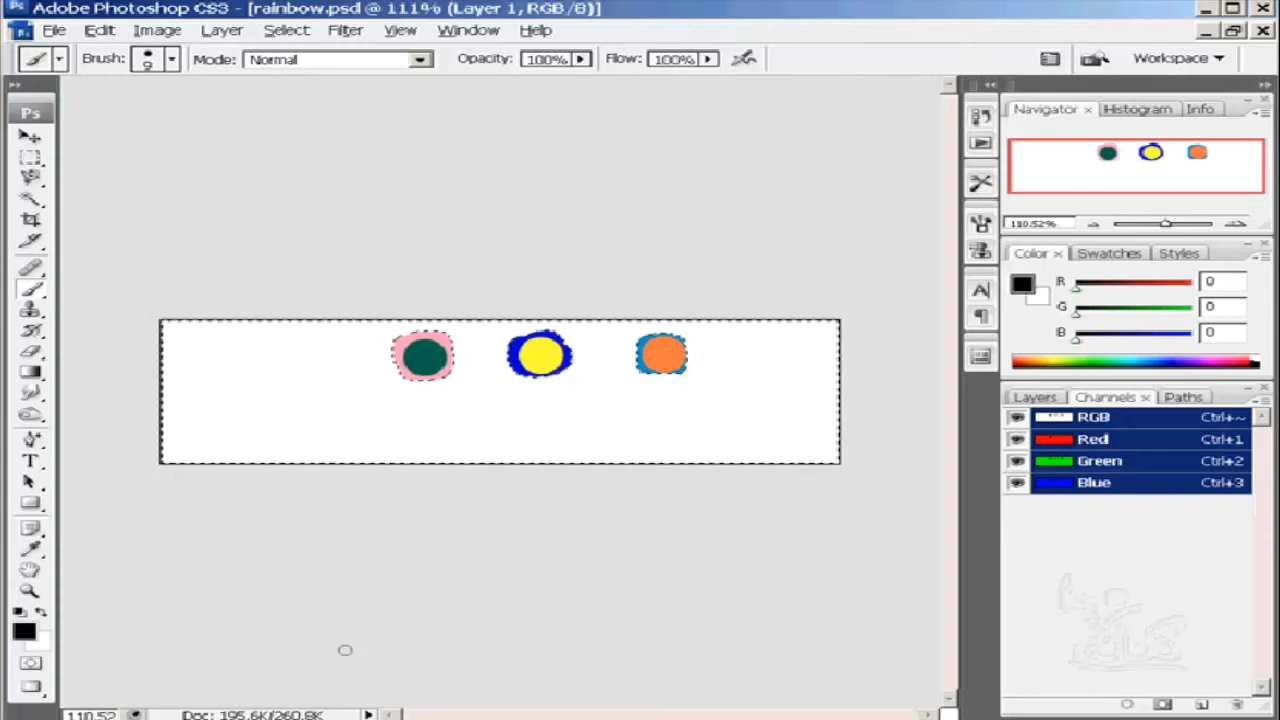 Adobe Photoshop CS3 - [rainbow.psd @ 111% (Layer 1,RGB/8)]
File Edit Image Layer Select Filter View Window Help
Brush: 9 Mode: Normal Opacity: 100% Flow: 100% Workspace
Ps
Navigator × Histogram Info
110.52%
Color × Swatches Styles
R 0
G 0
B 0
Layers Channels × Paths
RGB Ctrl+~
Red Ctrl+1
Green Ctrl+2
Blue Ctrl+3
110.52 Doc: 195.6K/260.8K